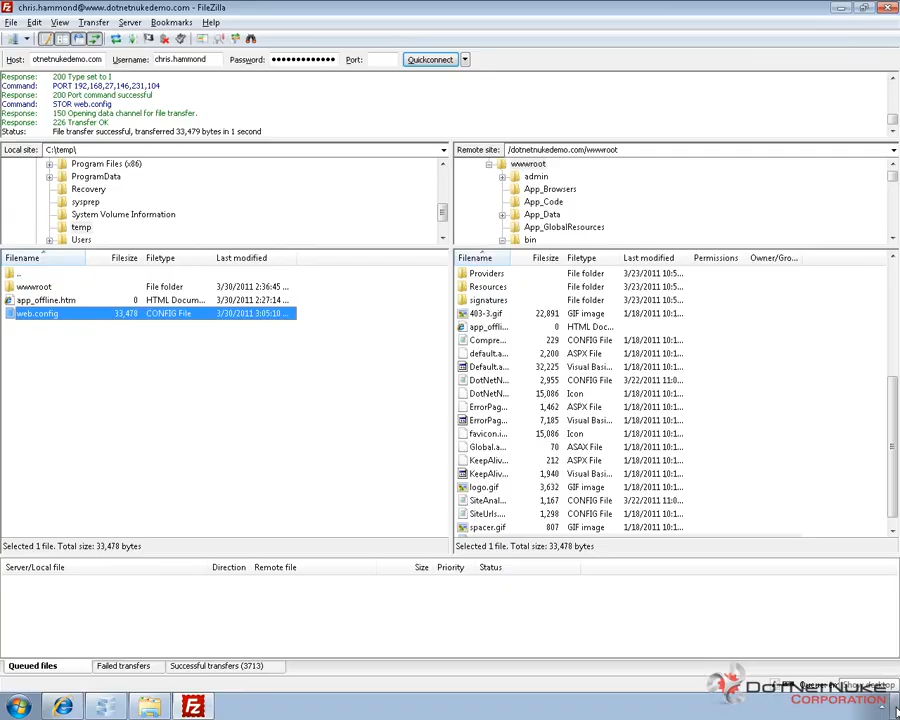 chris.hammond@www.dotnetnukedemo.com - FileZilla
File Edit View Transfer Server Bookmarks Help
Host: otnetnukedemo.com Username: chris.hammond Password: •••••••••••••• Port: Quickconnect
Response: 200 Type set to I
Command: PORT 192,168,27,146,231,104
Response: 200 Port command successful
Command: STOR web.config
Response: 150 Opening data channel for file transfer.
Response: 226 Transfer OK
Status: File transfer successful, transferred 33,479 bytes in 1 second
Local site: C:\temp\
Program Files (x86)
ProgramData
Recovery
sysprep
System Volume Information
temp
Users
Remote site: /dotnetnukedemo.com/wwwroot
wwwroot
admin
App_Browsers
App_Code
App_Data
App_GlobalResources
bin
Filename Filesize Filetype Last modified
..
wwwroot File folder 3/30/2011 2:36:45 ...
app_offline.htm 0 HTML Docum... 3/30/2011 2:27:14 ...
web.config 33,478 CONFIG File 3/30/2011 3:05:10 ...
Selected 1 file. Total size: 33,478 bytes
Filename Filesize Filetype Last modified Permissions Owner/Gro...
Providers File folder 3/23/2011 10:5...
Resources File folder 3/23/2011 10:5...
signatures File folder 3/23/2011 10:5...
403-3.gif 22,891 GIF image 1/18/2011 10:1...
app_offli... 0 HTML Doc...
Compre... 229 CONFIG File 1/18/2011 10:1...
default.a... 2,200 ASPX File 1/18/2011 10:1...
Default.a... 32,225 Visual Basi... 1/18/2011 10:1...
DotNetN... 2,955 CONFIG File 3/22/2011 11:0...
DotNetN... 15,086 Icon 1/18/2011 10:1...
ErrorPag... 1,462 ASPX File 1/18/2011 10:1...
ErrorPag... 7,185 Visual Basi... 1/18/2011 10:1...
favicon.i... 15,086 Icon 1/18/2011 10:1...
Global.a... 70 ASAX File 1/18/2011 10:1...
KeepAliv... 212 ASPX File 1/18/2011 10:1...
KeepAliv... 1,940 Visual Basi... 1/18/2011 10:1...
logo.gif 3,632 GIF image 1/18/2011 10:1...
SiteAnal... 1,167 CONFIG File 3/22/2011 11:0...
SiteUrls.... 1,298 CONFIG File 1/18/2011 10:1...
spacer.gif 807 GIF image 1/18/2011 10:1...
Selected 1 file. Total size: 33,478 bytes
Server/Local file Direction Remote file Size Priority Status
Queued files Failed transfers Successful transfers (3713)
DotNetNuke
CORPORATION